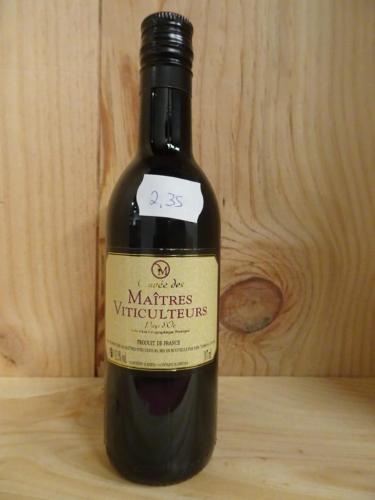 2,35
M
Cuvée des
MAÎTRES
VITICULTEURS
Pays d'Oc
PRODUIT DE FRANCE